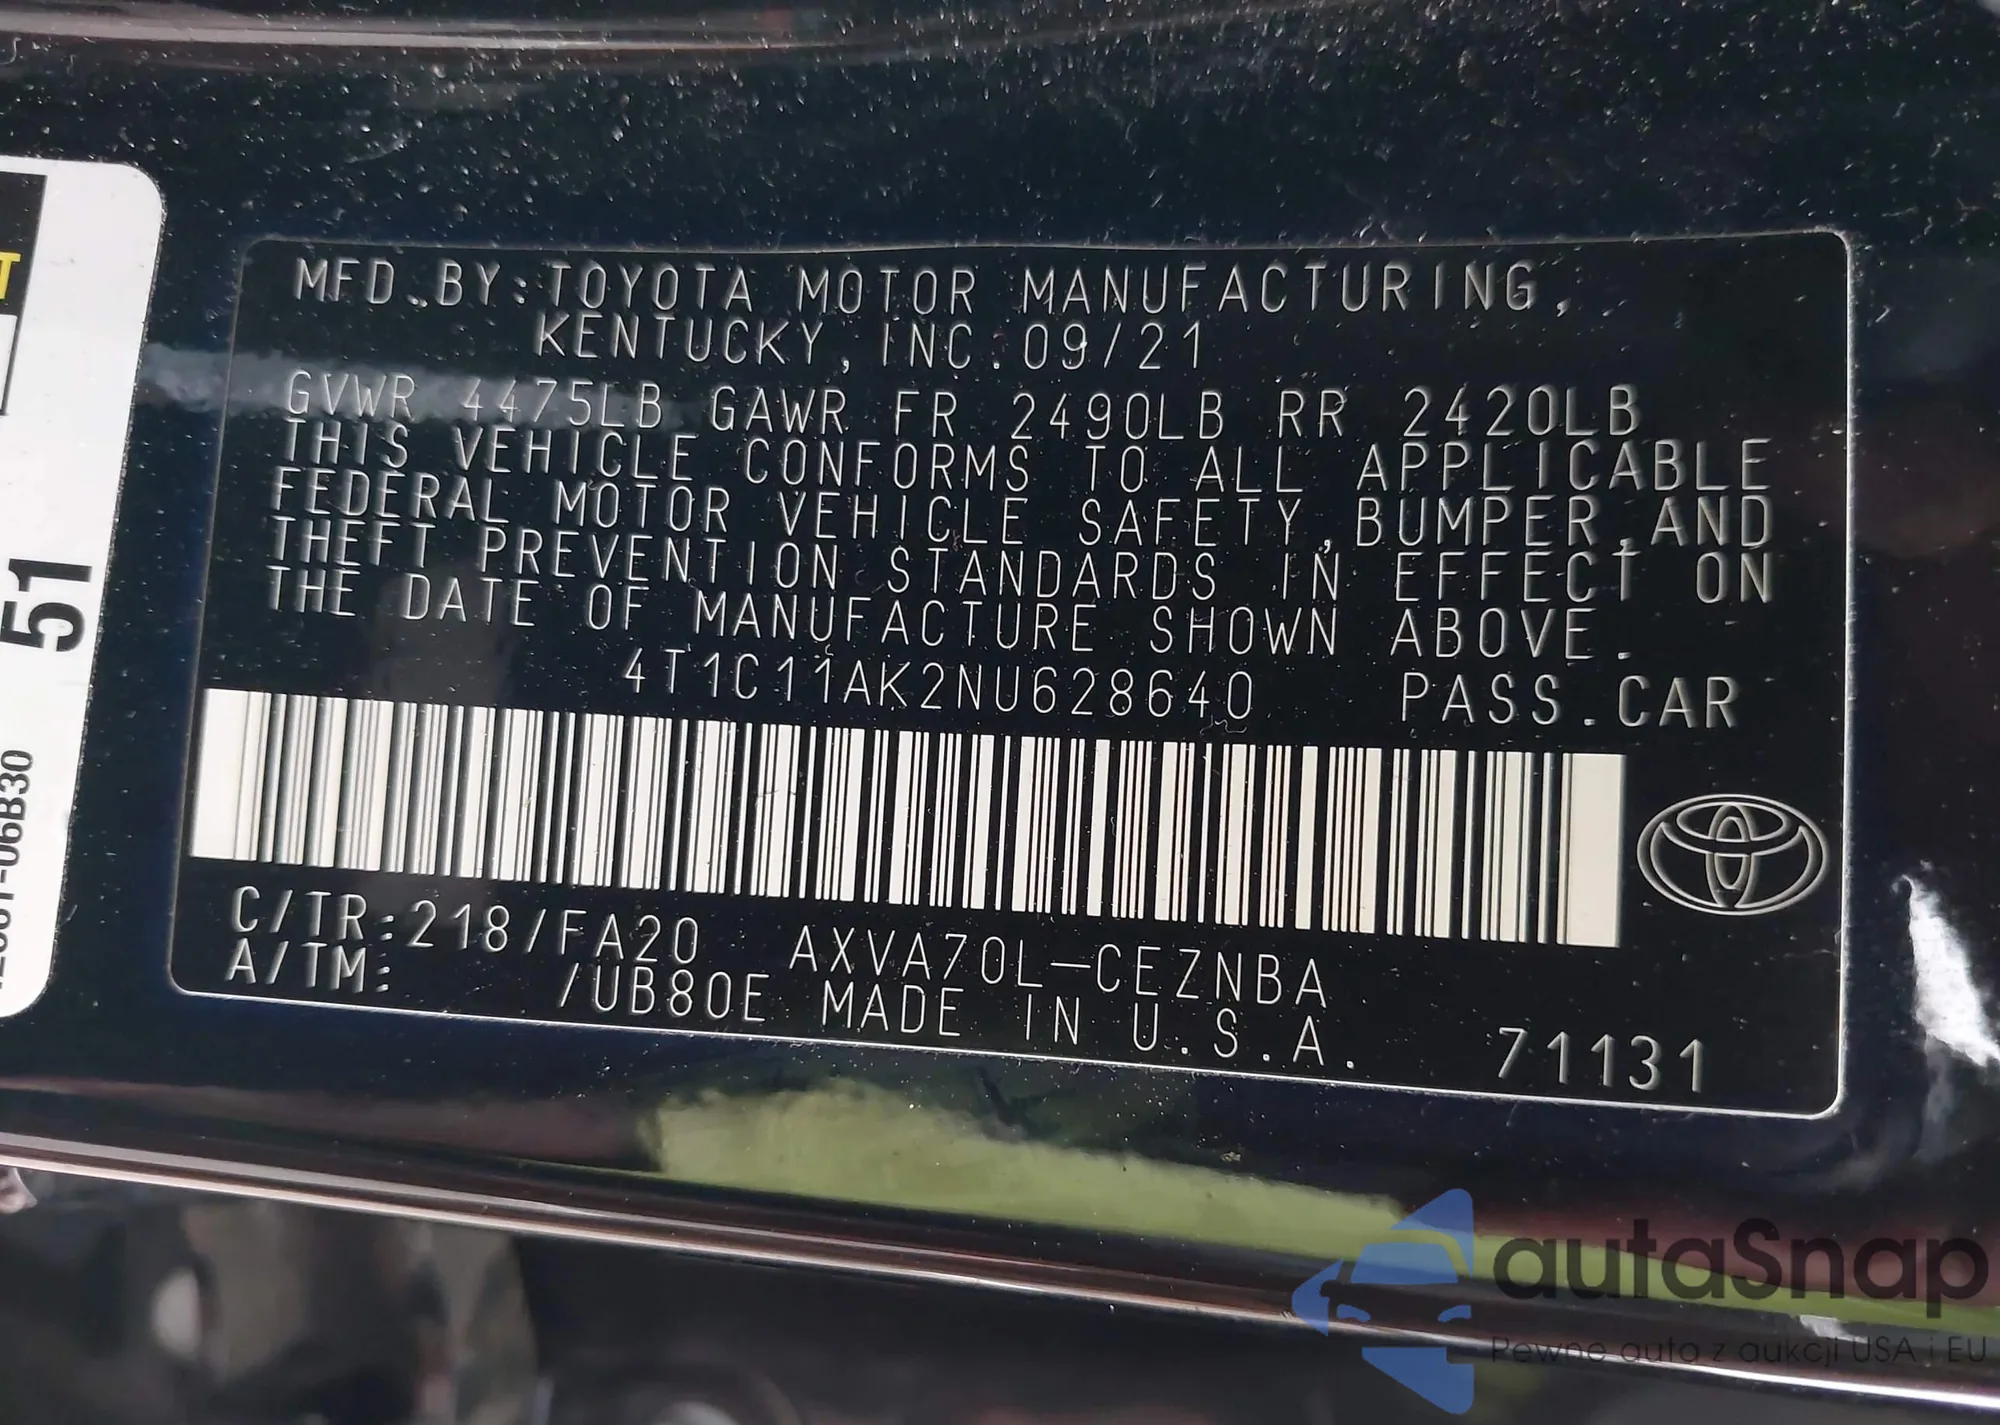 MFD. BY: TOYOTA MOTOR MANUFACTURING,
KENTUCKY, INC. 09/21
GVWR 4475LB GAWR FR 2490LB RR 2420LB
THIS VEHICLE CONFORMS TO ALL APPLICABLE
FEDERAL MOTOR VEHICLE SAFETY, BUMPER, AND
THEFT PREVENTION STANDARDS IN EFFECT ON
THE DATE OF MANUFACTURE SHOWN ABOVE.
4T1C11AK2NU628640 PASS.CAR
C/TR: 218/FA20 AXVA70L-CEZNBA
A/TM: /UB80E MADE IN U.S.A. 71131
51
06B30
autaSnap
Pewne auto z aukcji USA i EU